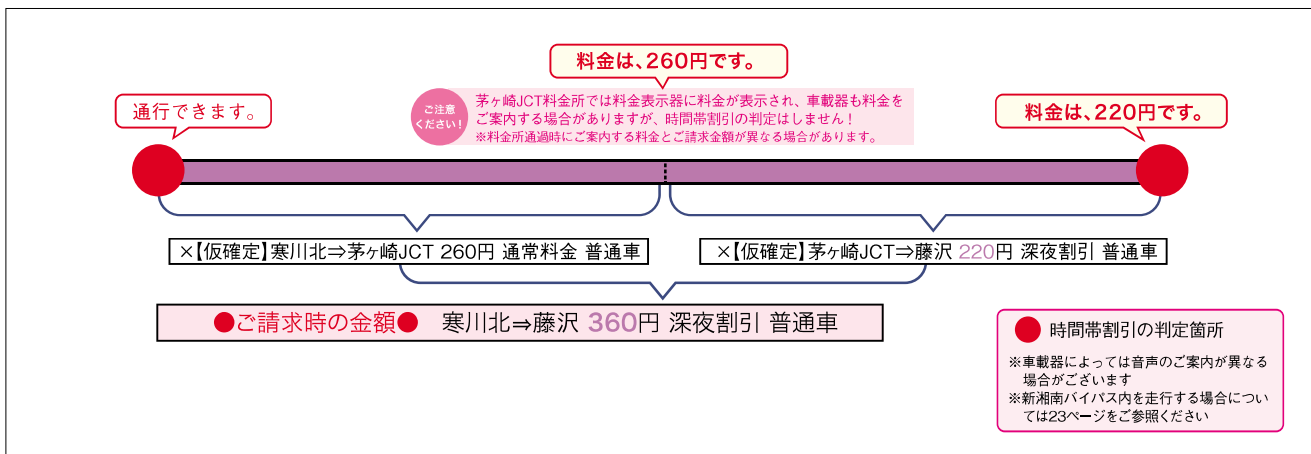 料金は、260円です。
通行できます。
ご注意
ください！
茅ヶ崎JCT料金所では料金表示器に料金が表示され、車載器も料金を
ご案内する場合がありますが、時間帯割引の判定はしません！
※料金所通過時にご案内する料金とご請求金額が異なる場合があります。
料金は、220円です。
×【仮確定】寒川北⇒茅ヶ崎JCT 260円 通常料金 普通車
×【仮確定】茅ヶ崎JCT⇒藤沢 220円 深夜割引 普通車
●ご請求時の金額● 寒川北⇒藤沢 360円 深夜割引 普通車
時間帯割引の判定箇所
※車載器によっては音声のご案内が異なる
場合がございます
※新湘南バイパス内を走行する場合につい
ては23ページをご参照ください